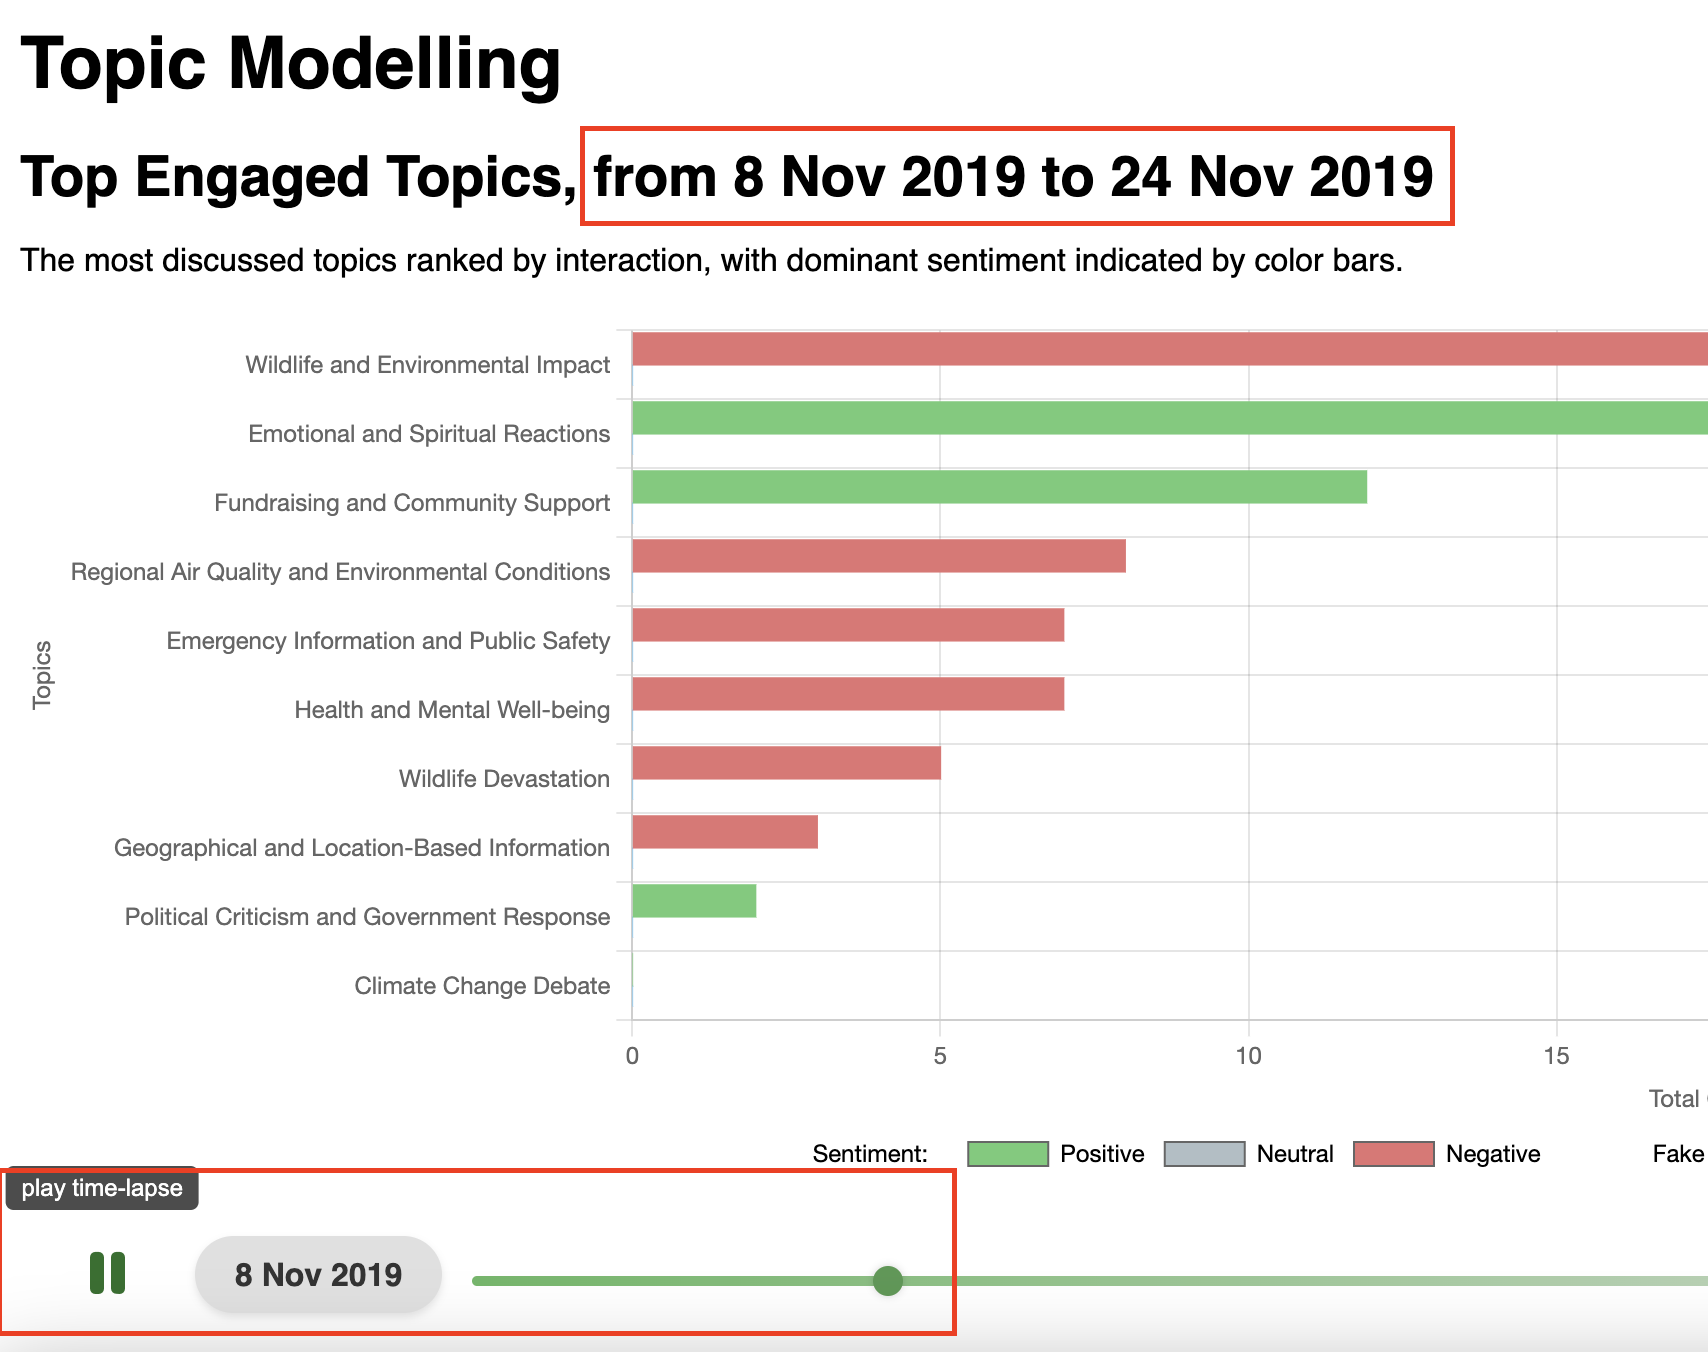 Topic Modelling
Top Engaged Topics, from 8 Nov 2019 to 24 Nov 2019
The most discussed topics ranked by interaction, with dominant sentiment indicated by color bars.
Wildlife and Environmental Impact
Emotional and Spiritual Reactions
Fundraising and Community Support
Regional Air Quality and Environmental Conditions
Emergency Information and Public Safety
Health and Mental Well-being
Wildlife Devastation
Geographical and Location-Based Information
Political Criticism and Government Response
Climate Change Debate
Topics
0 5 10 15
Total
Sentiment: Positive Neutral Negative Fake
play time-lapse
8 Nov 2019